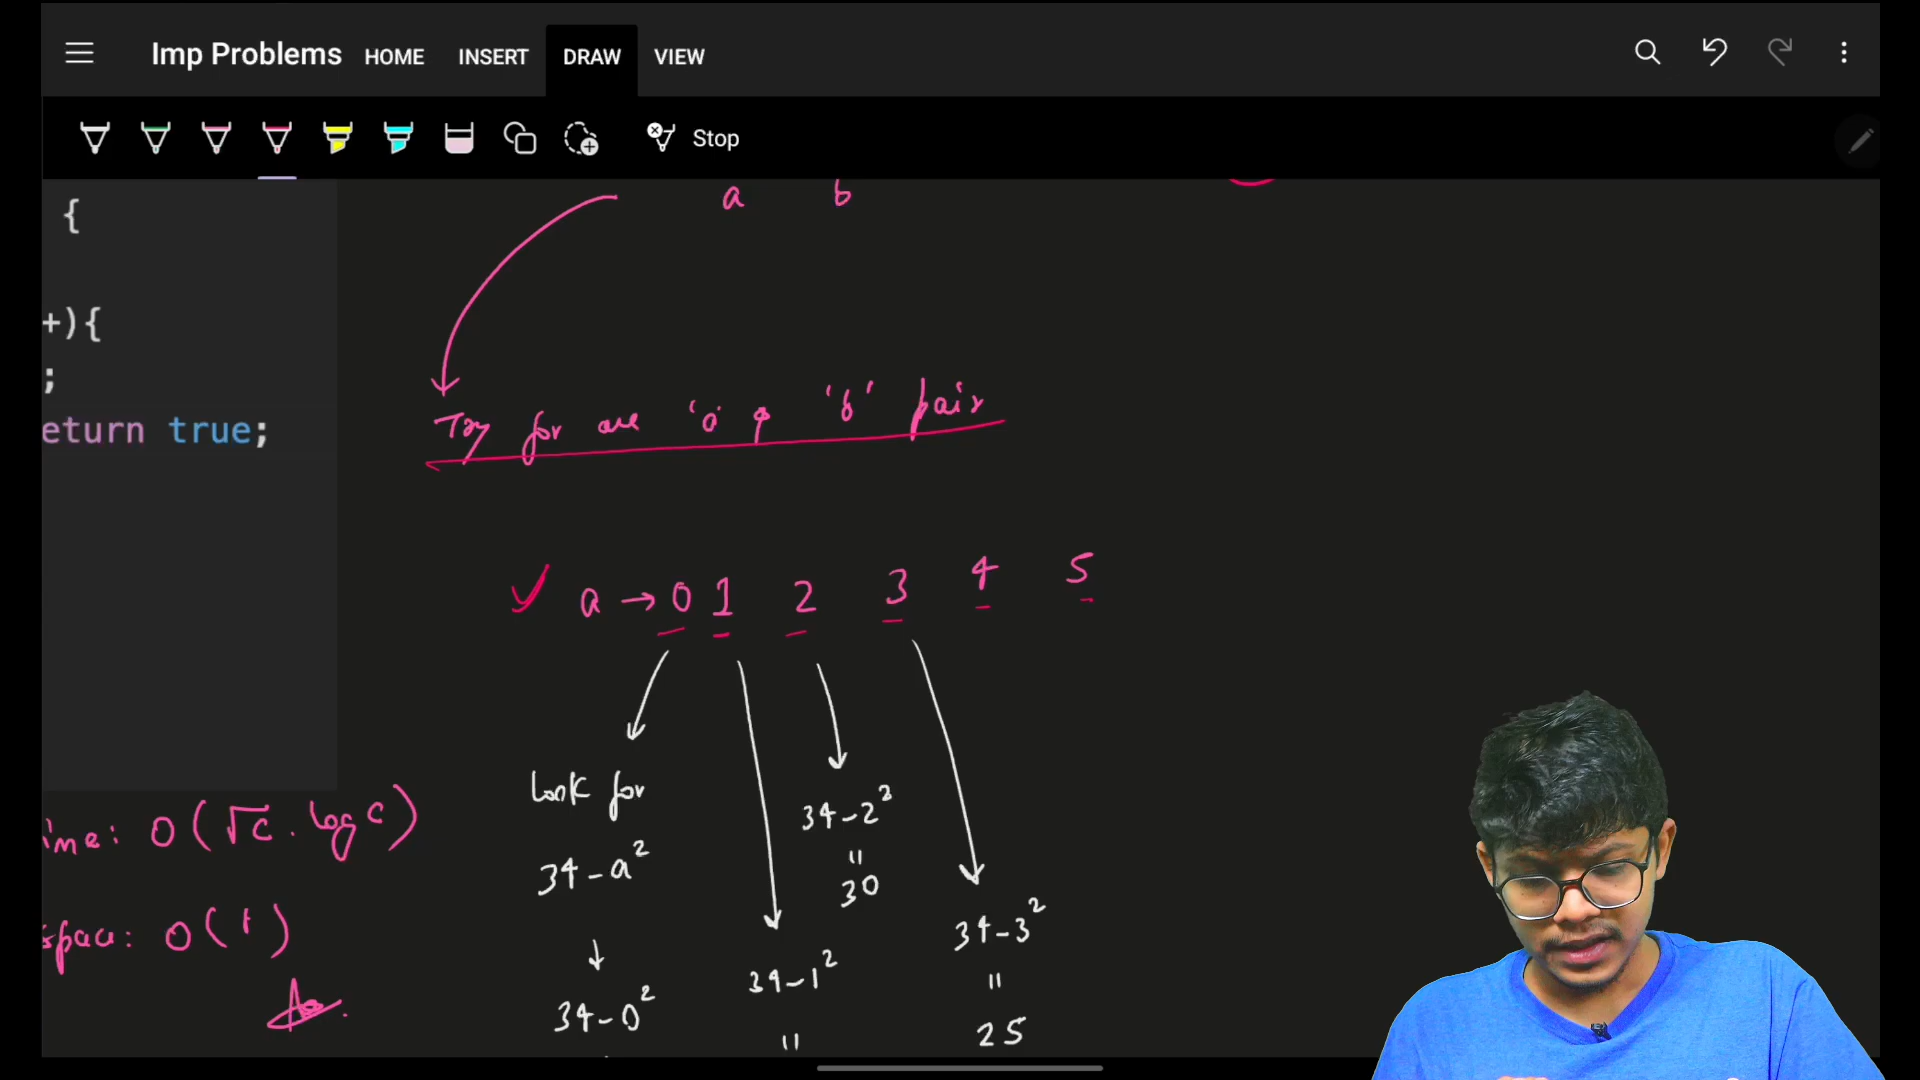 Imp Problems HOME INSERT DRAW VIEW
Stop
{
+){
;
eturn true;
a b
Try for all 'a' & 'b' pair
a → 0 1 2 3 4 5
Look for
34-a²
34-0²
34-1²
"
34-2²
"
30
34-3²
"
25
ime: O(√c . log c)
space: O(1)